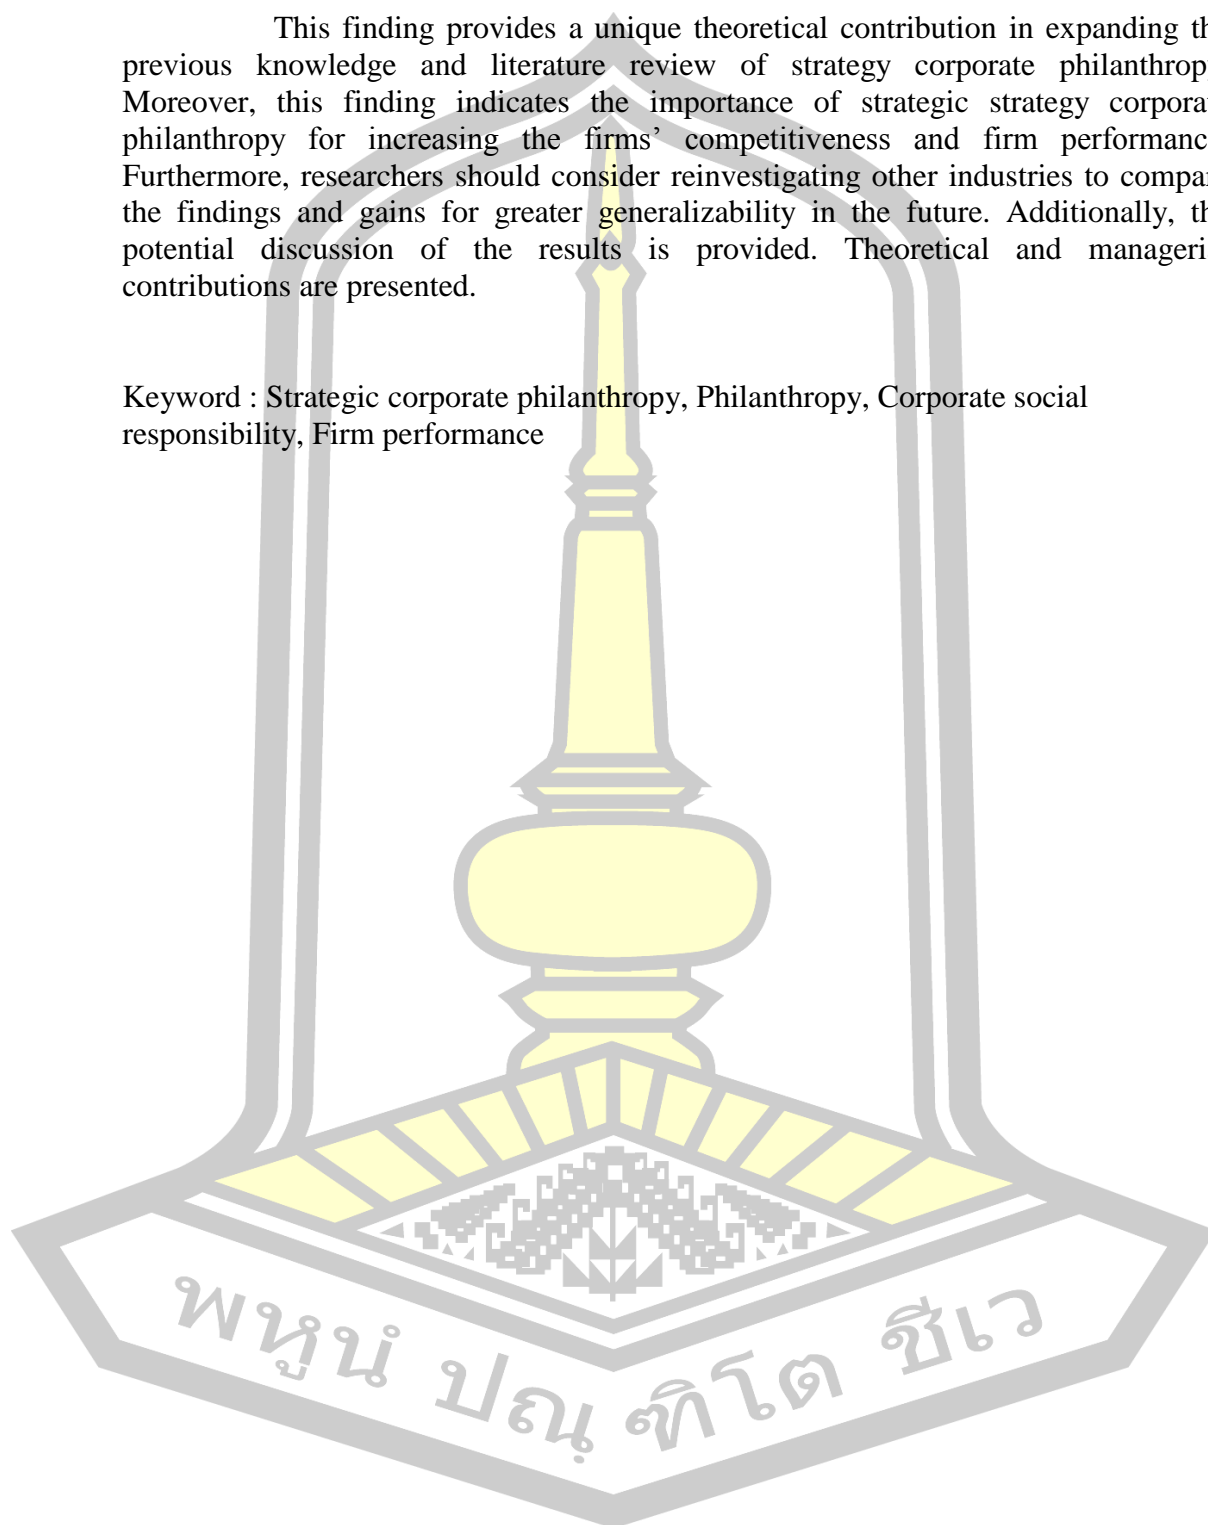 This finding provides a unique theoretical contribution in expanding th
previous knowledge and literature review of strategy corporate philanthropy
Moreover, this finding indicates the importance of strategic strategy corporat
philanthropy for increasing the firms’ competitiveness and firm performanc
Furthermore, researchers should consider reinvestigating other industries to compar
the findings and gains for greater generalizability in the future. Additionally, th
potential discussion of the results is provided. Theoretical and manageri
contributions are presented.
Keyword : Strategic corporate philanthropy, Philanthropy, Corporate social
responsibility, Firm performance
พหูนํ ปณฺ ฑิโต ชีเว